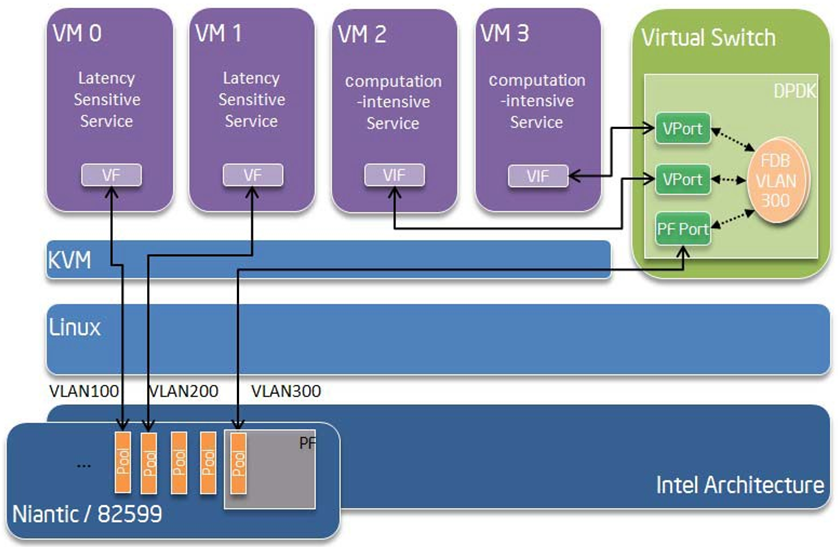 VM 0
Latency
Sensitive
Service
VF
VM 1
Latency
Sensitive
Service
VF
VM 2
computation
-intensive
Service
VIF
VM 3
computation
-intensive
Service
VIF
Virtual Switch
DPDK
VPort
VPort
PF Port
FDB
VLAN
300
KVM
Linux
VLAN100
VLAN200
VLAN300
...
Pool
Pool
Pool
Pool
Pool
PF
Niantic / 82599
Intel Architecture